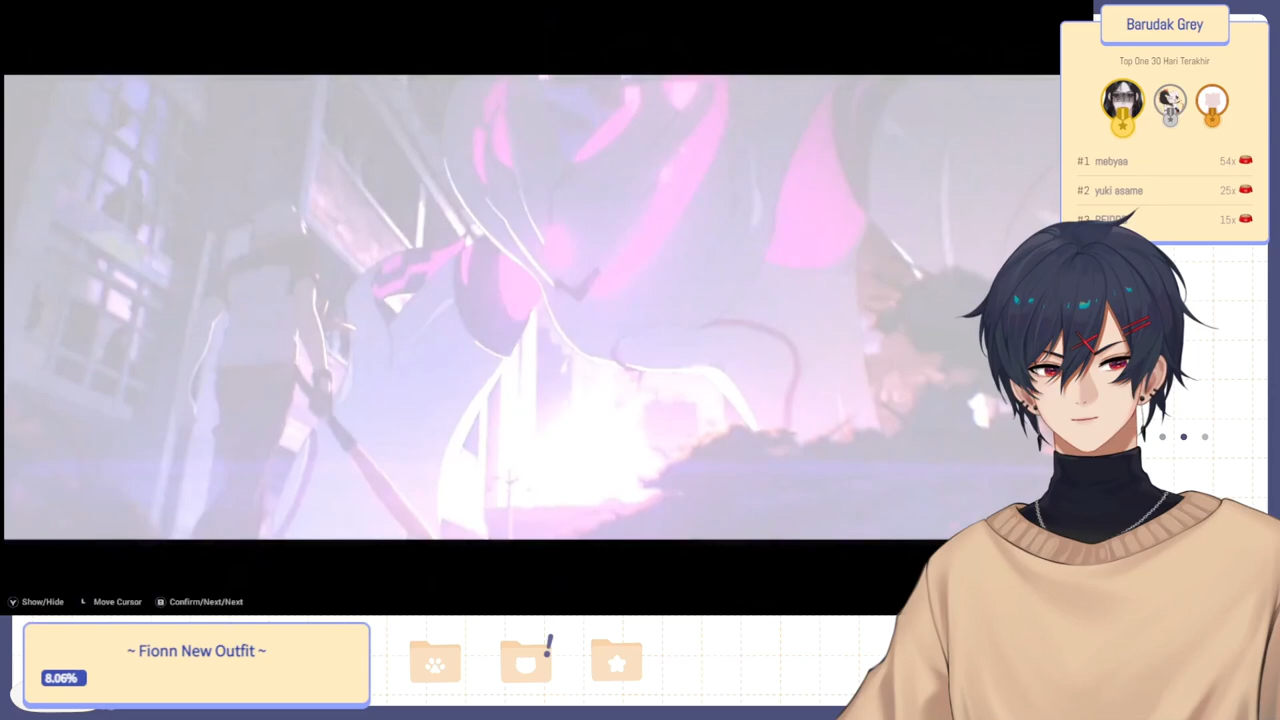 Barudak Grey
Top One 30 Hari Terakhir
#1 mebyaa 54x
#2 yuki asame 25x
#3 15x
Show/Hide Move Cursor Confirm/Next/Next
~ Fionn New Outfit ~
8.06%